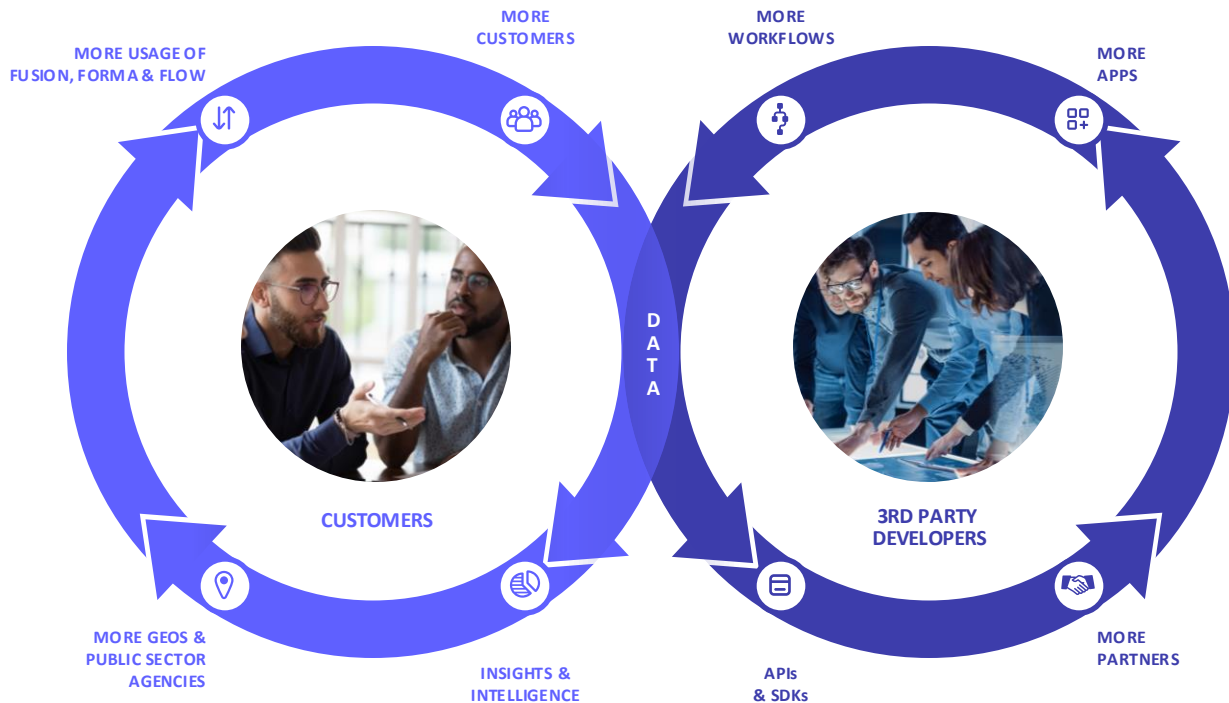 MORE USAGE OF
FUSION, FORMA & FLOW
MORE
CUSTOMERS
MORE
WORKFLOWS
MORE
APPS
D
A
T
A
CUSTOMERS
3RD PARTY
DEVELOPERS
MORE GEOS &
PUBLIC SECTOR
AGENCIES
INSIGHTS &
INTELLIGENCE
APIs
& SDKs
MORE
PARTNERS